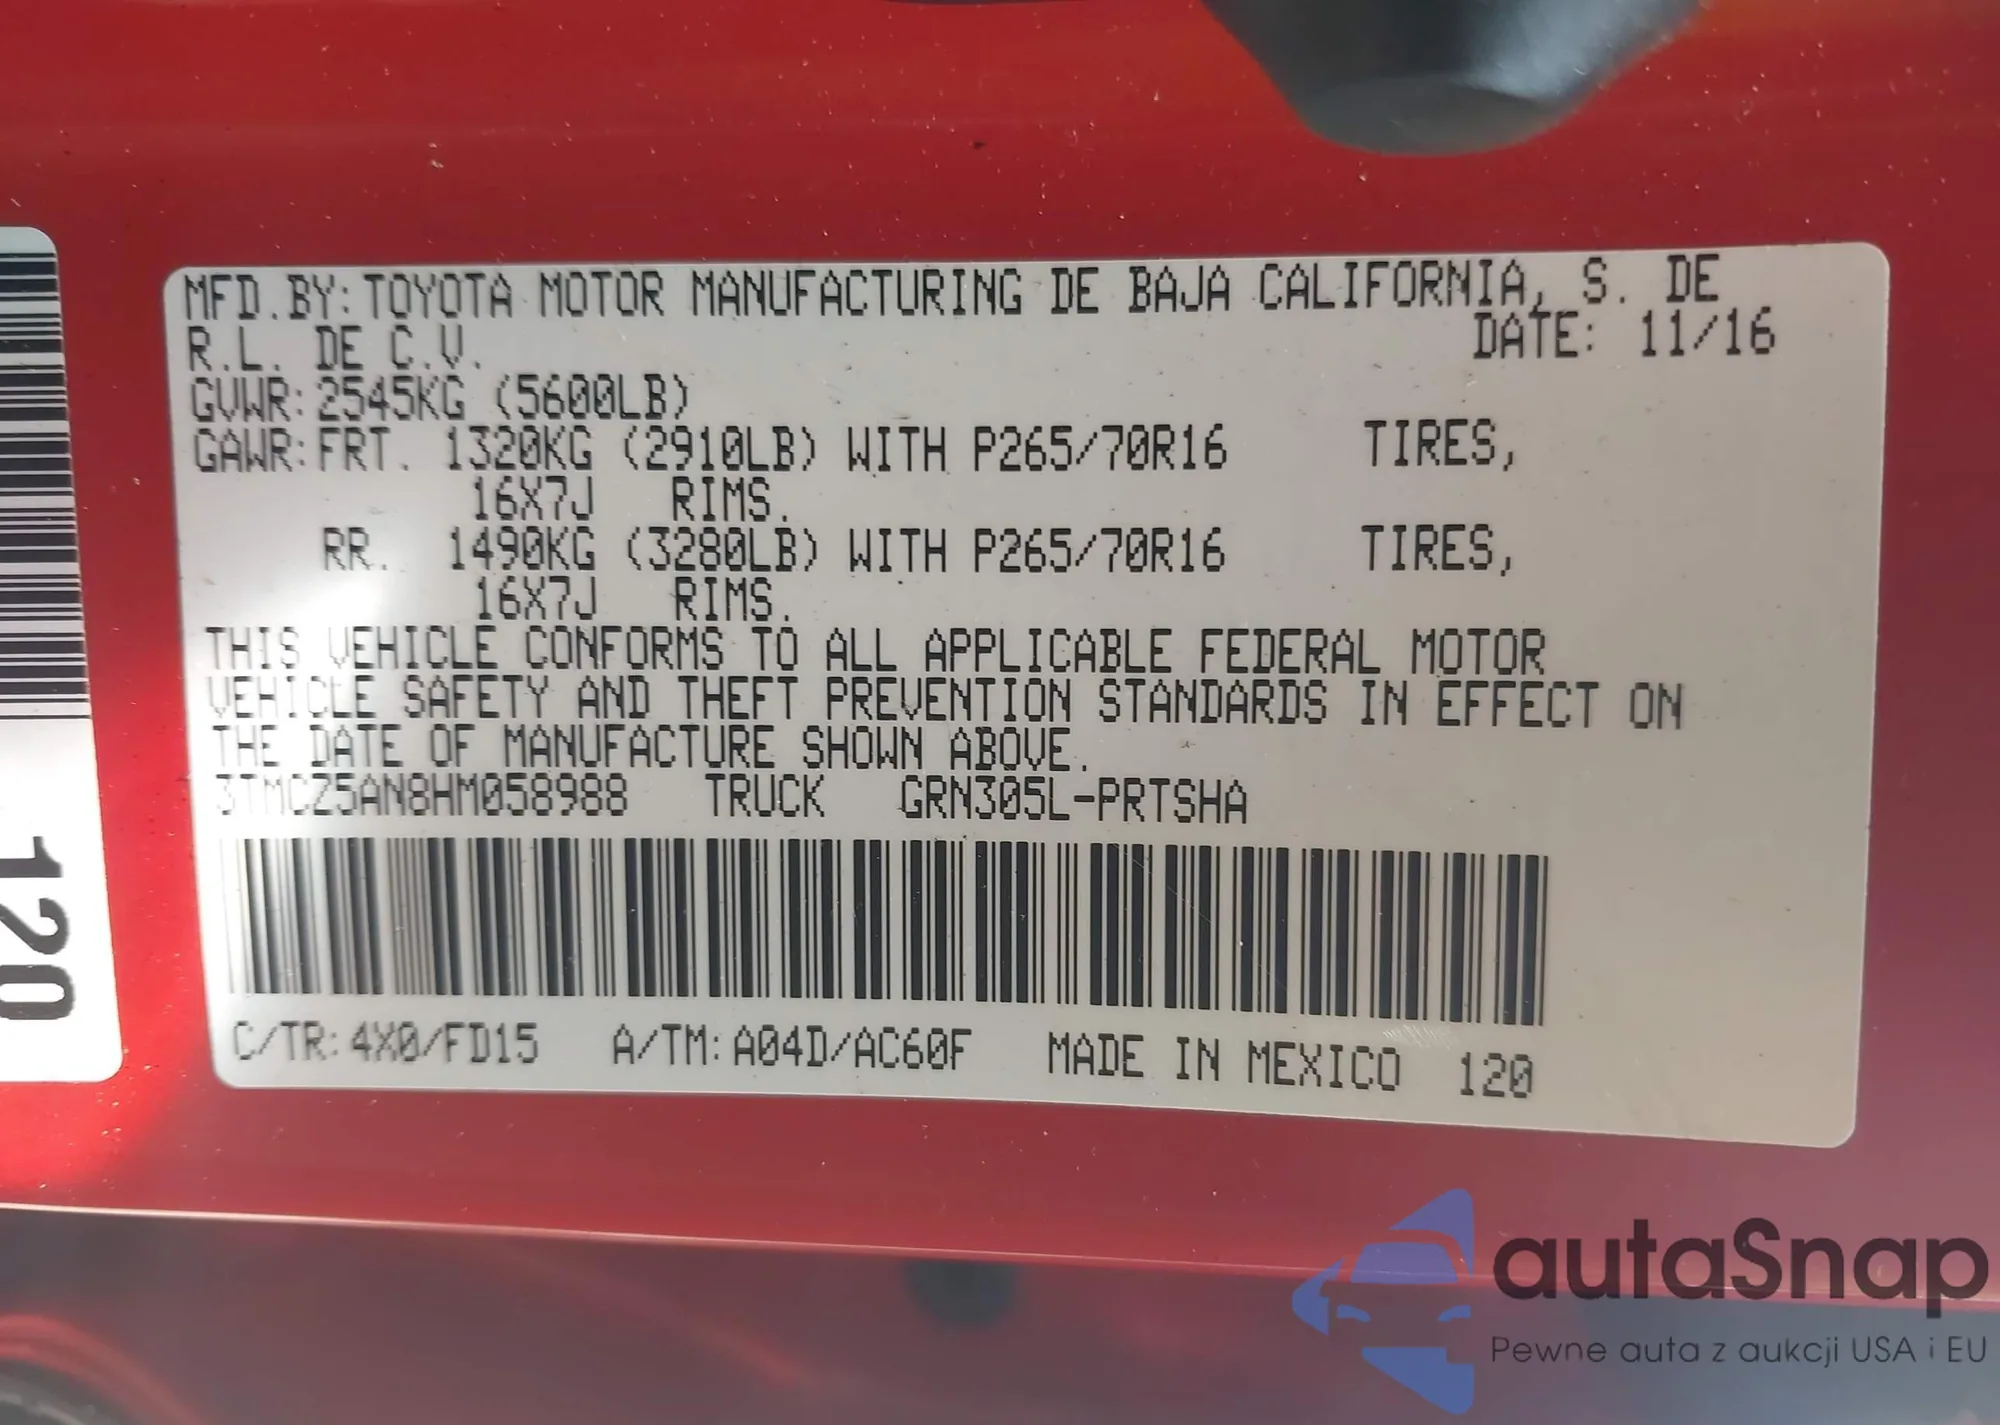 MFD.BY:TOYOTA MOTOR MANUFACTURING DE BAJA CALIFORNIA, S. DE
R.L. DE C.V. DATE: 11/16
GVWR:2545KG (5600LB)
GAWR:FRT. 1320KG (2910LB) WITH P265/70R16 TIRES,
16X7J RIMS.
RR. 1490KG (3280LB) WITH P265/70R16 TIRES,
16X7J RIMS.
THIS VEHICLE CONFORMS TO ALL APPLICABLE FEDERAL MOTOR
VEHICLE SAFETY AND THEFT PREVENTION STANDARDS IN EFFECT ON
THE DATE OF MANUFACTURE SHOWN ABOVE.
3TMCZ5AN8HM058988 TRUCK GRN305L-PRTSHA
C/TR:4X0/FD15 A/TM:A04D/AC60F MADE IN MEXICO 120
120
autaSnap
Pewne auta z aukcji USA i EU